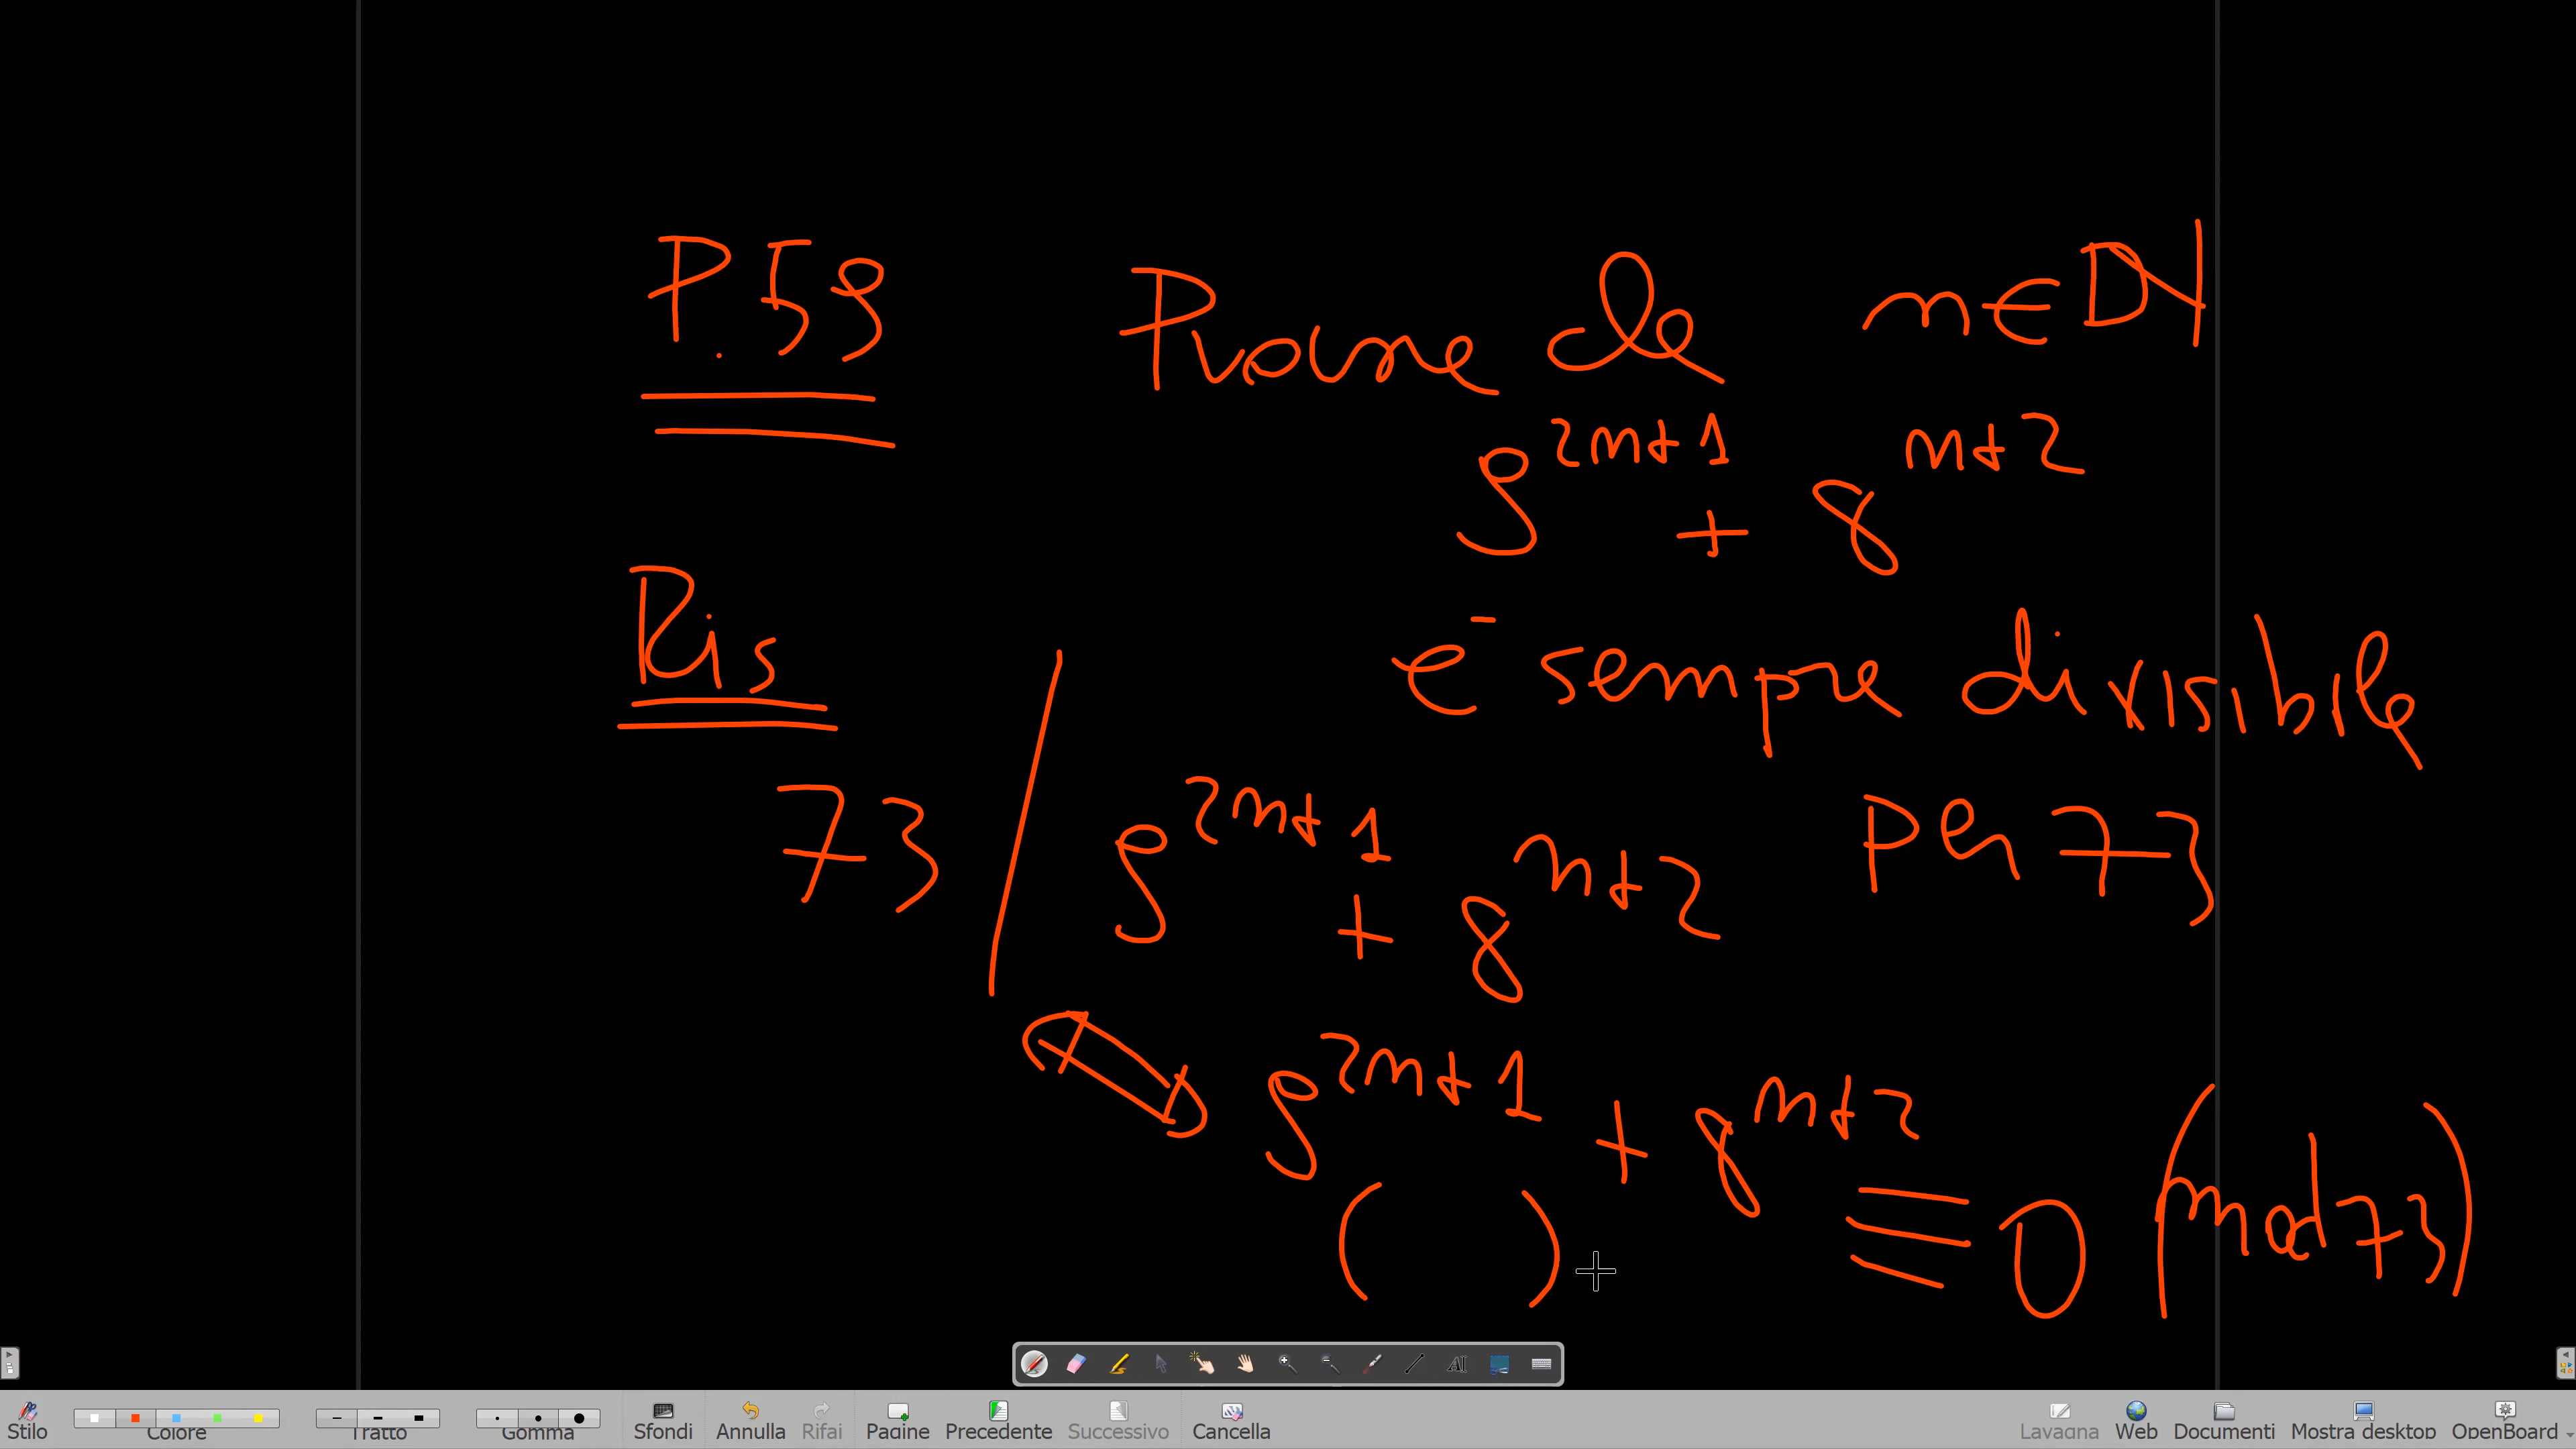 P.59 Provare che n∈ℕ
9^{2n+1} + 8^{n+2}
Ris
è sempre divisibile
73 | 9^{2n+1} + 8^{n+2} per 73
⇔ 9^{2n+1} + 8^{n+2} ≡ 0 (mod 73)
( )
Stilo Colore Tratto Gomma Sfondi Annulla Rifai Pagine Precedente Successivo Cancella Lavagna Web Documenti Mostra desktop OpenBoard